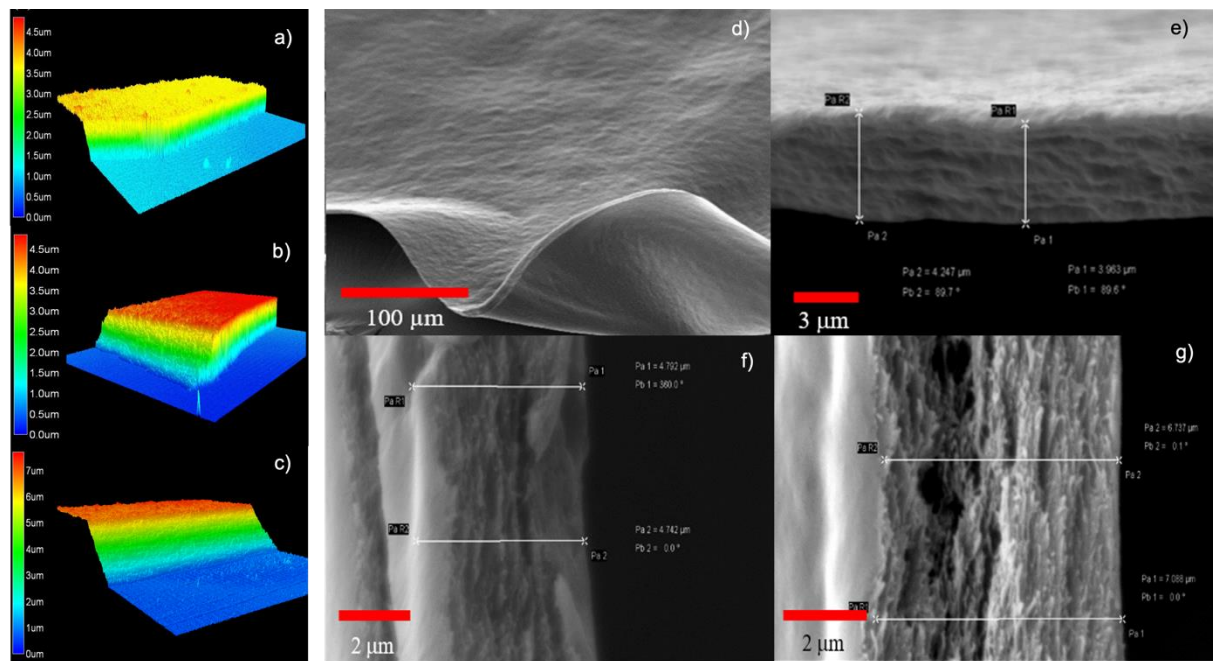 a)
4.5um
4.0um
3.5um
3.0um
2.5um
2.0um
1.5um
1.0um
0.5um
0.0um
b)
4.5um
4.0um
3.5um
3.0um
2.5um
2.0um
1.5um
1.0um
0.5um
0.0um
c)
7um
6um
5um
4um
3um
2um
1um
0um
d)
100 µm
e)
Pa R2
Pa R1
Pa 2
Pa 1
Pa 2 = 4.247 µm
Pb 2 = 89.7 °
Pa 1 = 3.963 µm
Pb 1 = 89.6 °
3 µm
f)
Pa 1
Pa 1 = 4.792 µm
Pb 1 = 360.0 °
Pa R1
Pa R2
Pa 2 = 4.742 µm
Pb 2 = 0.0 °
Pa 2
2 µm
g)
Pa R2
Pa 2 = 6.737 µm
Pb 2 = 0.1 °
Pa 2
Pa R1
Pa 1 = 7.088 µm
Pb 1 = 0.0 °
Pa 1
2 µm